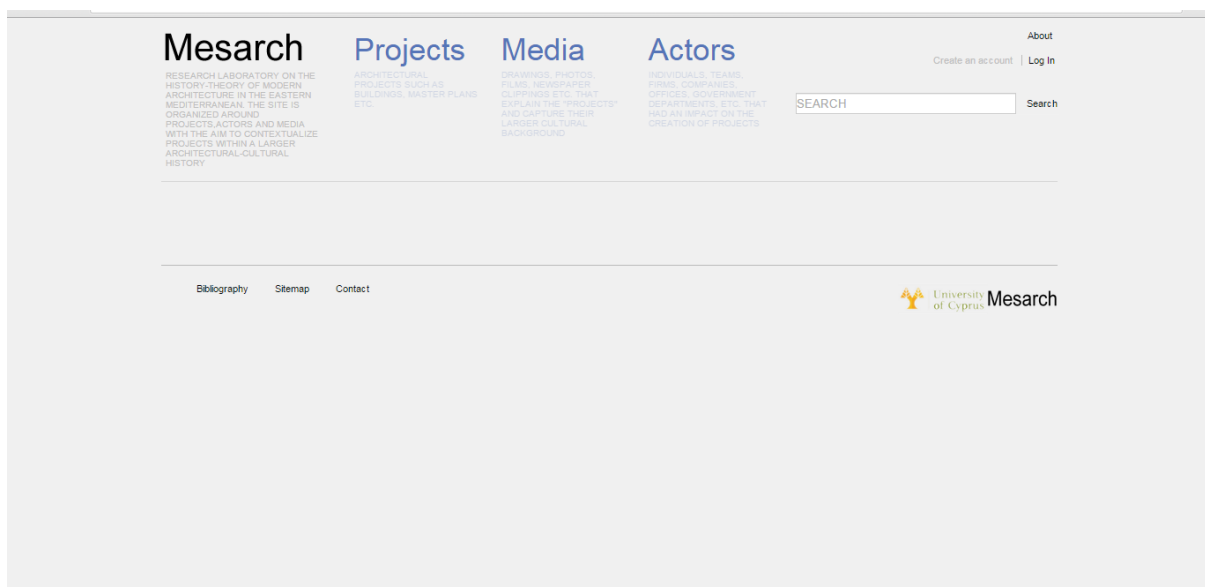 Mesarch
RESEARCH LABORATORY ON THE
HISTORY-THEORY OF MODERN
ARCHITECTURE IN THE EASTERN
MEDITERRANEAN. THE SITE IS
ORGANIZED AROUND
PROJECTS,ACTORS AND MEDIA
WITH THE AIM TO CONTEXTUALIZE
PROJECTS WITHIN A LARGER
ARCHITECTURAL-CULTURAL
HISTORY
Projects
ARCHITECTURAL
PROJECTS SUCH AS
BUILDINGS, MASTER PLANS
ETC.
Media
DRAWINGS, PHOTOS,
FILMS, NEWSPAPER
CLIPPINGS ETC. THAT
EXPLAIN THE "PROJECTS"
AND CAPTURE THEIR
LARGER CULTURAL
BACKGROUND
Actors
INDIVIDUALS, TEAMS,
FIRMS, COMPANIES,
OFFICES, GOVERNMENT
DEPARTMENTS, ETC. THAT
HAD AN IMPACT ON THE
CREATION OF PROJECTS
About
Create an account | Log In
SEARCH Search
Bibliography Sitemap Contact
University
of Cyprus
Mesarch